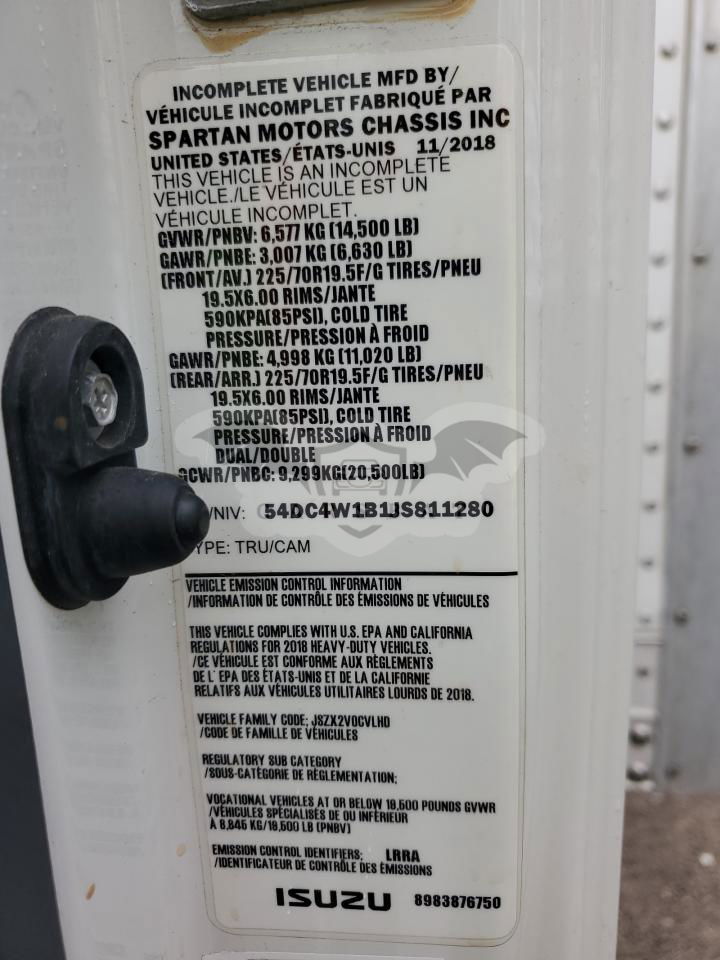 INCOMPLETE VEHICLE MFD BY/
VÉHICULE INCOMPLET FABRIQUÉ PAR
SPARTAN MOTORS CHASSIS INC
UNITED STATES/ÉTATS-UNIS 11/2018
THIS VEHICLE IS AN INCOMPLETE
VEHICLE./LE VÉHICULE EST UN
VÉHICULE INCOMPLET.
GVWR/PNBV: 6,577 KG (14,500 LB)
GAWR/PNBE: 3,007 KG (6,630 LB)
(FRONT/AV.) 225/70R19.5F/G TIRES/PNEU
19.5X6.00 RIMS/JANTE
590KPA(85PSI), COLD TIRE
PRESSURE/PRESSION À FROID
GAWR/PNBE: 4,998 KG (11,020 LB)
(REAR/ARR.) 225/70R19.5F/G TIRES/PNEU
19.5X6.00 RIMS/JANTE
590KPA(85PSI), COLD TIRE
PRESSURE/PRESSION À FROID
DUAL/DOUBLE
GCWR/PNBC: 9,299KG(20,500LB)
/NIV: 54DC4W1B1JS811280
YPE: TRU/CAM
VEHICLE EMISSION CONTROL INFORMATION
/INFORMATION DE CONTRÔLE DES ÉMISSIONS DE VÉHICULES
THIS VEHICLE COMPLIES WITH U.S. EPA AND CALIFORNIA
REGULATIONS FOR 2018 HEAVY-DUTY VEHICLES.
/CE VÉHICULE EST CONFORME AUX RÈGLEMENTS
DE L' EPA DES ÉTATS-UNIS ET DE LA CALIFORNIE
RELATIFS AUX VÉHICULES UTILITAIRES LOURDS DE 2018.
VEHICLE FAMILY CODE: JSZX2VOCVLHD
/CODE DE FAMILLE DE VÉHICULES
REGULATORY SUB CATEGORY
/SOUS-CATÉGORIE DE RÉGLEMENTATION;
VOCATIONAL VEHICLES AT OR BELOW 19,500 POUNDS GVWR
/VÉHICULES SPÉCIALISÉS DE OU INFÉRIEUR
À 8,845 KG/19,500 LB (PNBV)
EMISSION CONTROL IDENTIFIERS; LRRA
/IDENTIFICATEUR DE CONTRÔLE DES ÉMISSIONS
ISUZU 8983876750